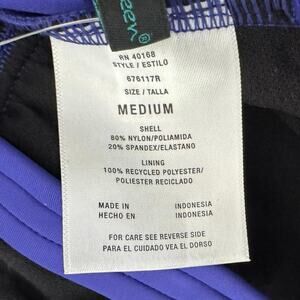 een®
RN 40168
STYLE / ESTILO
676117R
SIZE / TALLA
MEDIUM
SHELL
80% NYLON/POLIAMIDA
20% SPANDEX/ELASTANO
LINING
100% RECYCLED POLYESTER/
POLIESTER RECICLADO
MADE IN INDONESIA
HECHO EN INDONESIA
FOR CARE SEE REVERSE SIDE
PARA EL CUIDADO VEA EL DORSO